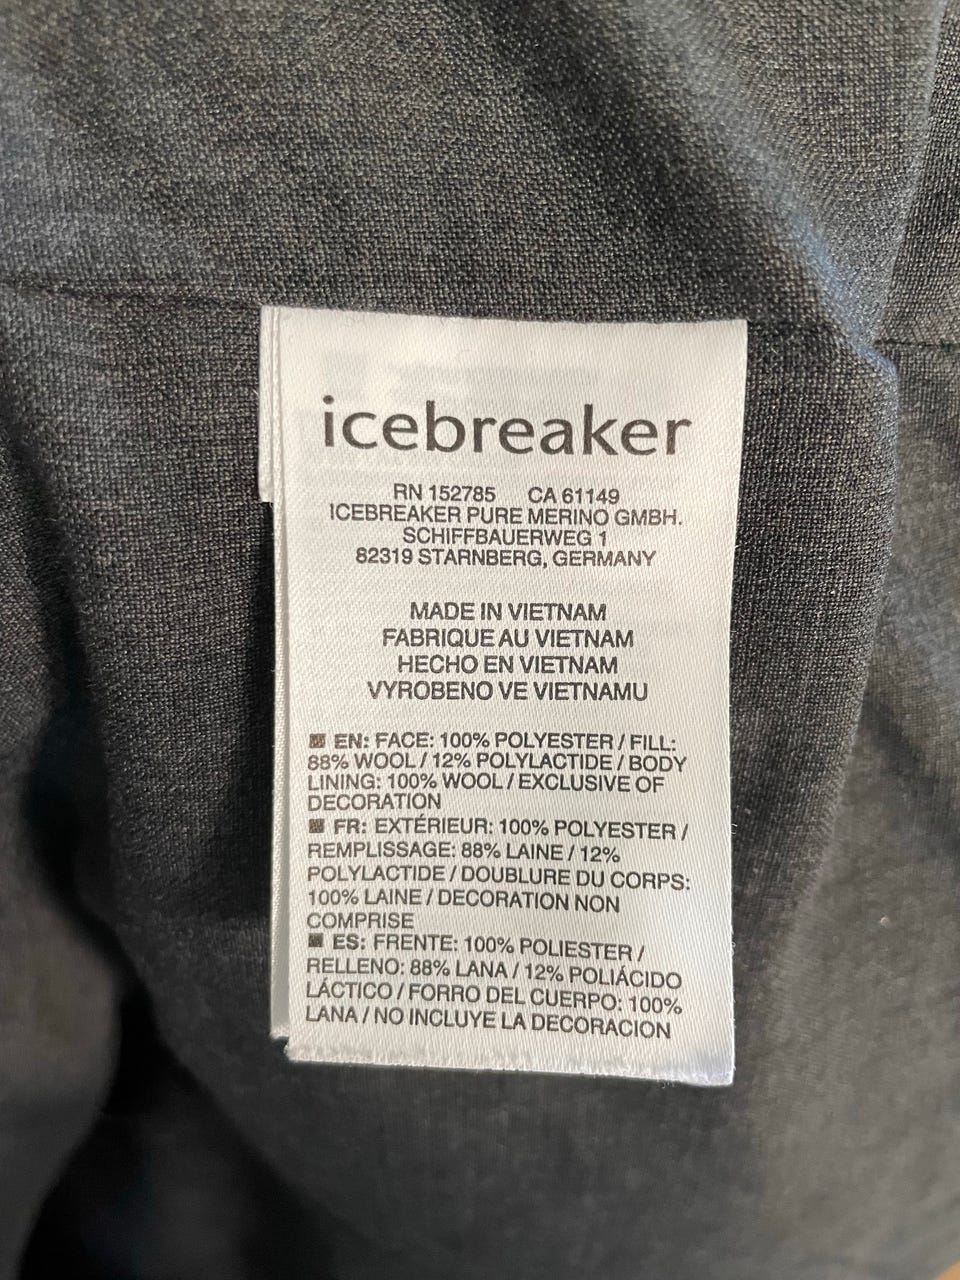 icebreaker
RN 152785 CA 61149
ICEBREAKER PURE MERINO GMBH.
SCHIFFBAUERWEG 1
82319 STARNBERG, GERMANY
MADE IN VIETNAM
FABRIQUE AU VIETNAM
HECHO EN VIETNAM
VYROBENO VE VIETNAMU
EN: FACE: 100% POLYESTER / FILL:
88% WOOL / 12% POLYLACTIDE / BODY
LINING: 100% WOOL / EXCLUSIVE OF
DECORATION
FR: EXTÉRIEUR: 100% POLYESTER /
REMPLISSAGE: 88% LAINE / 12%
POLYLACTIDE / DOUBLURE DU CORPS:
100% LAINE / DECORATION NON
COMPRISE
ES: FRENTE: 100% POLIESTER /
RELLENO: 88% LANA / 12% POLIÁCIDO
LÁCTICO / FORRO DEL CUERPO: 100%
LANA / NO INCLUYE LA DECORACION